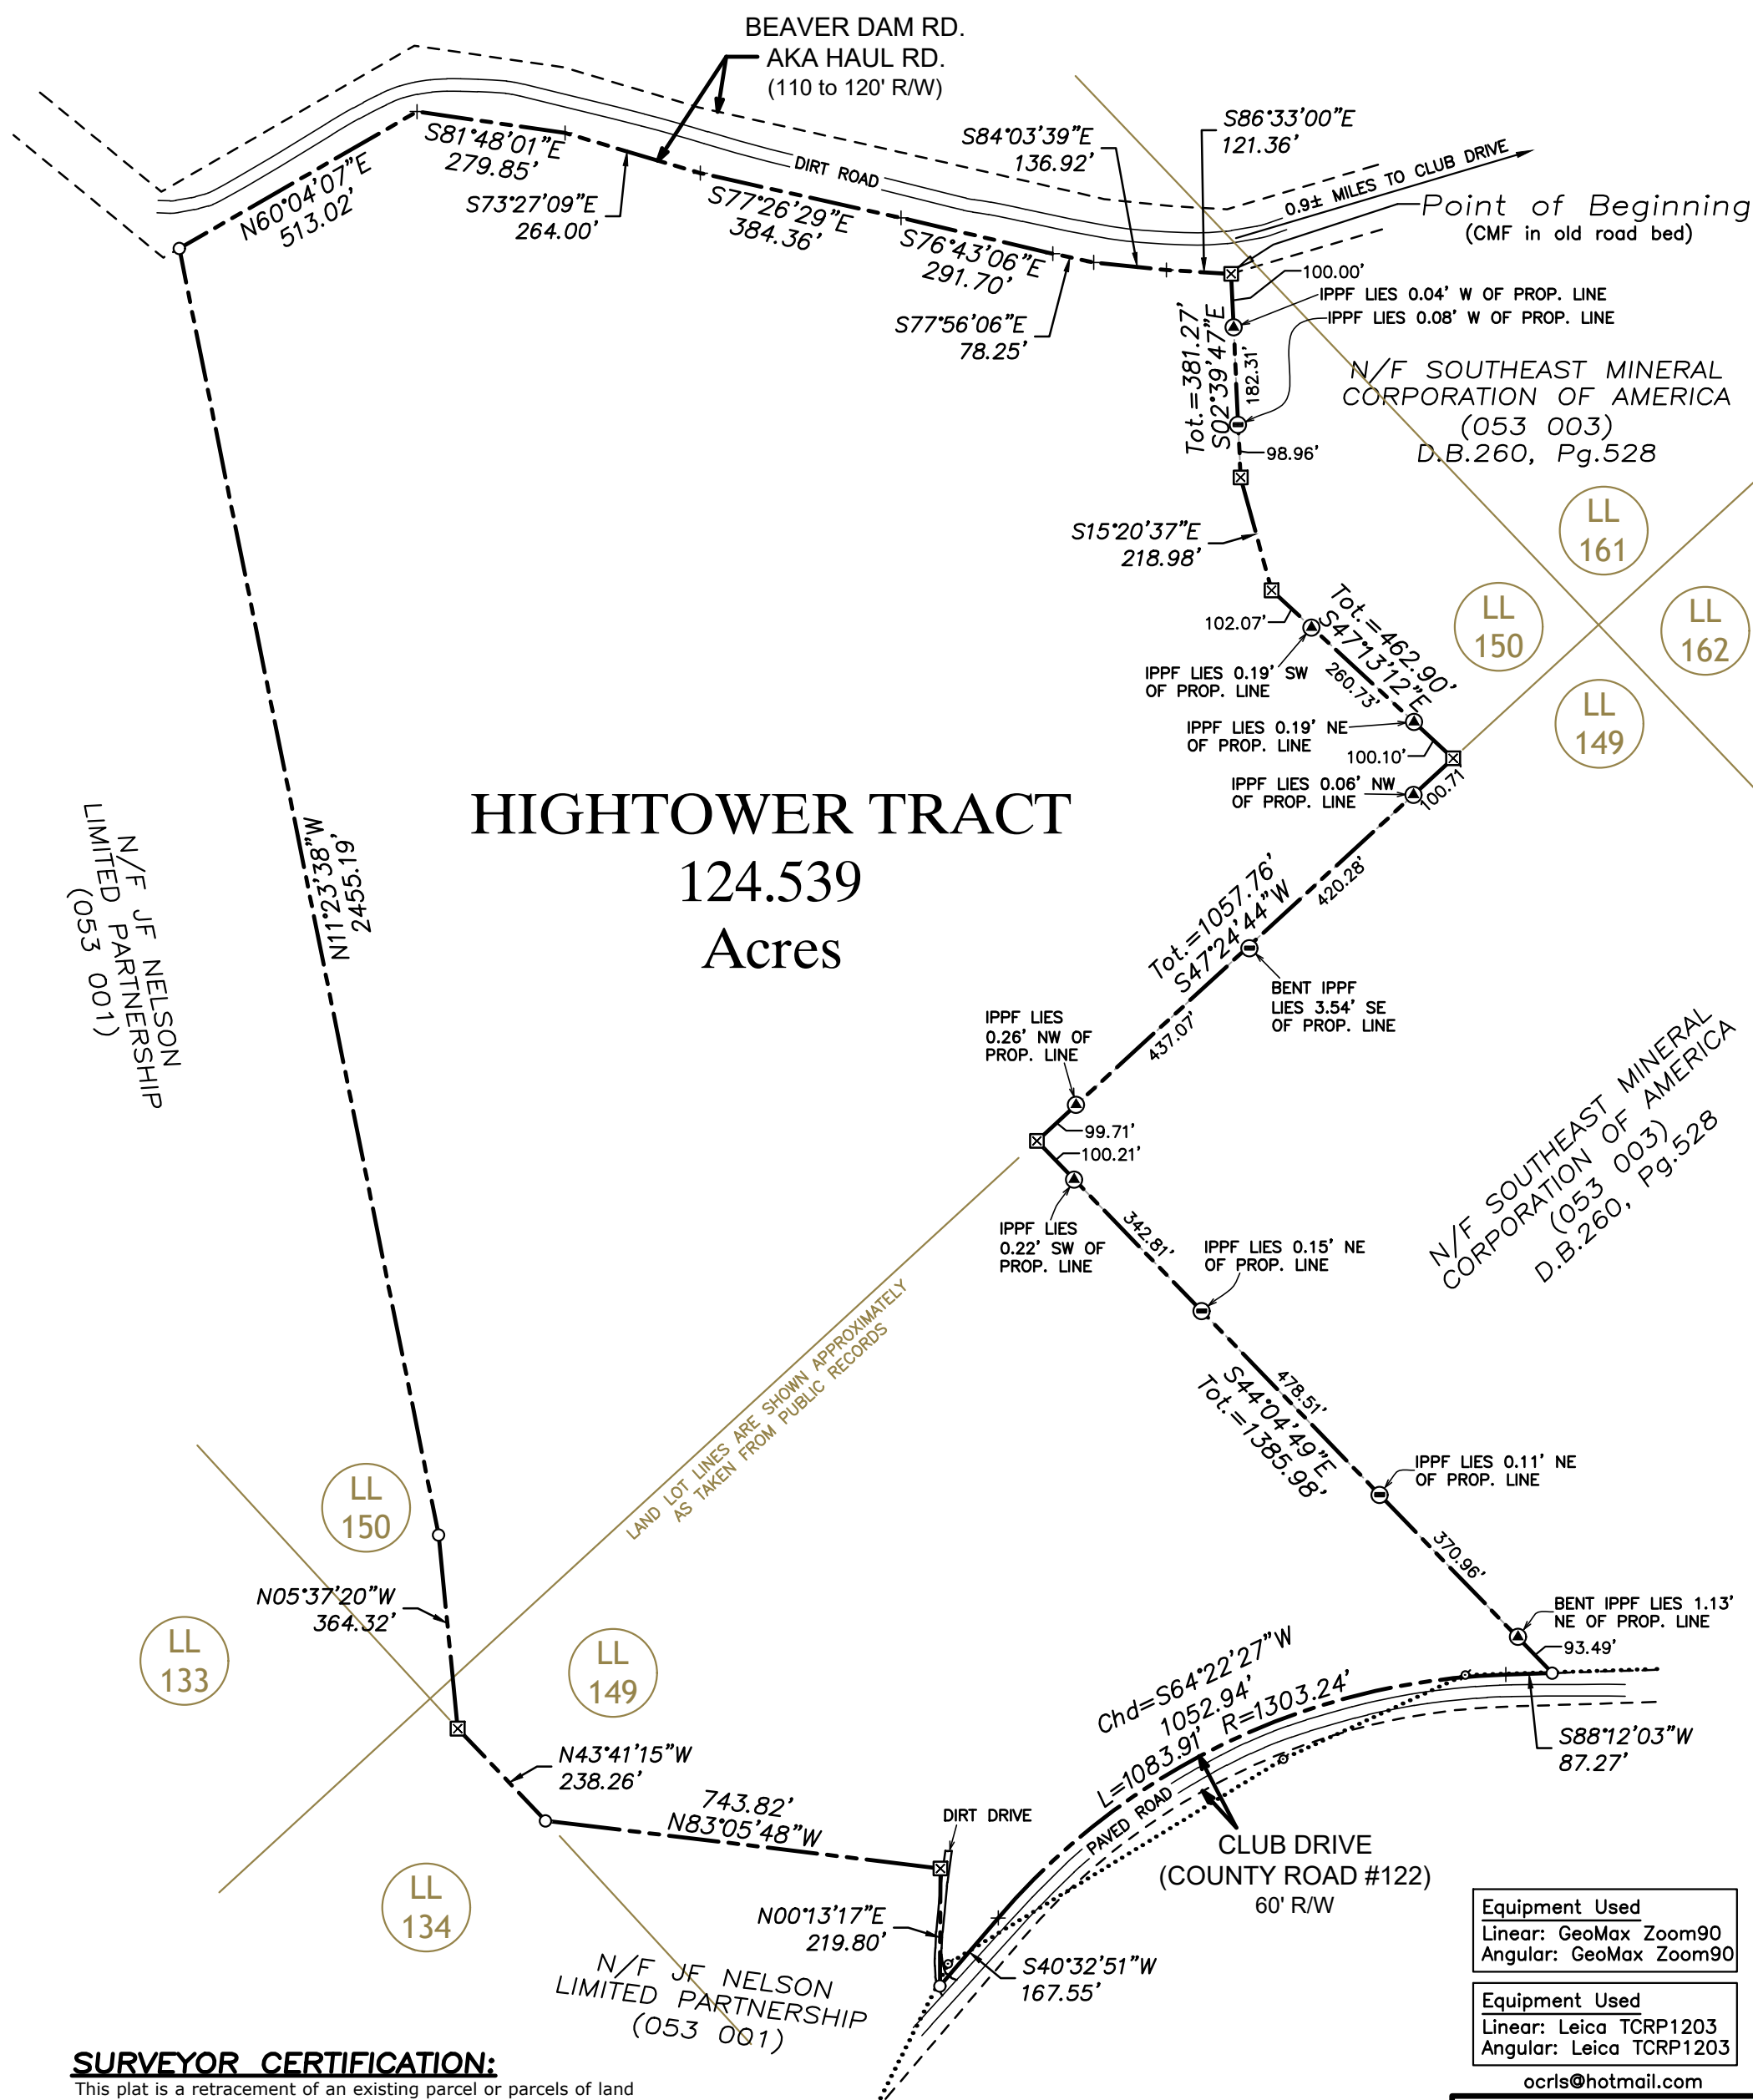 BEAVER DAM RD.
AKA HAUL RD.
(110 to 120' R/W)
S86°33'00"E
121.36'
S84°03'39"E
136.92'
S81°48'01"E
279.85'
DIRT ROAD
0.9± MILES TO CLUB DRIVE
Point of Beginning
(CMF in old road bed)
N60°04'07"E
513.02'
S73°27'09"E
264.00'
S77°26'29"E
384.36'
S76°43'06"E
291.70'
S77°56'06"E
78.25'
100.00'
IPPF LIES 0.04' W OF PROP. LINE
IPPF LIES 0.08' W OF PROP. LINE
Tot.=381.27'
S02°39'47"E
182.31'
98.96'
N/F SOUTHEAST MINERAL
CORPORATION OF AMERICA
(053 003)
D.B.260, Pg.528
LL
161
S15°20'37"E
218.98'
LL
150
LL
162
LL
149
Tot.=462.90'
S47°13'12"E
102.07'
260.73'
IPPF LIES 0.19' SW
OF PROP. LINE
IPPF LIES 0.19' NE
OF PROP. LINE
100.10'
IPPF LIES 0.06' NW
OF PROP. LINE
100.71'
HIGHTOWER TRACT
124.539
Acres
N11°23'38"W
2455.19'
N/F JF NELSON
LIMITED PARTNERSHIP
(053 001)
Tot.=1057.76'
S47°24'44"W
420.28'
BENT IPPF
LIES 3.54' SE
OF PROP. LINE
437.07'
IPPF LIES
0.26' NW OF
PROP. LINE
99.71'
100.21'
IPPF LIES
0.22' SW OF
PROP. LINE
342.81'
IPPF LIES 0.15' NE
OF PROP. LINE
N/F SOUTHEAST MINERAL
CORPORATION OF AMERICA
(053 003)
D.B.260, Pg.528
478.51'
S44°04'49"E
Tot.=1385.98'
LAND LOT LINES ARE SHOWN APPROXIMATELY
AS TAKEN FROM PUBLIC RECORDS
IPPF LIES 0.11' NE
OF PROP. LINE
370.96'
BENT IPPF LIES 1.13'
NE OF PROP. LINE
93.49'
LL
150
N05°37'20"W
364.32'
LL
133
LL
149
Chd=S64°22'27"W
1052.94'
R=1303.24'
L=1083.91'
PAVED ROAD
S88°12'03"W
87.27'
N43°41'15"W
238.26'
743.82'
N83°05'48"W
DIRT DRIVE
CLUB DRIVE
(COUNTY ROAD #122)
60' R/W
LL
134
N00°13'17"E
219.80'
S40°32'51"W
167.55'
N/F JF NELSON
LIMITED PARTNERSHIP
(053 001)
Equipment Used
Linear: GeoMax Zoom90
Angular: GeoMax Zoom90
Equipment Used
Linear: Leica TCRP1203
Angular: Leica TCRP1203
ocrls@hotmail.com
SURVEYOR CERTIFICATION:
This plat is a retracement of an existing parcel or parcels of land